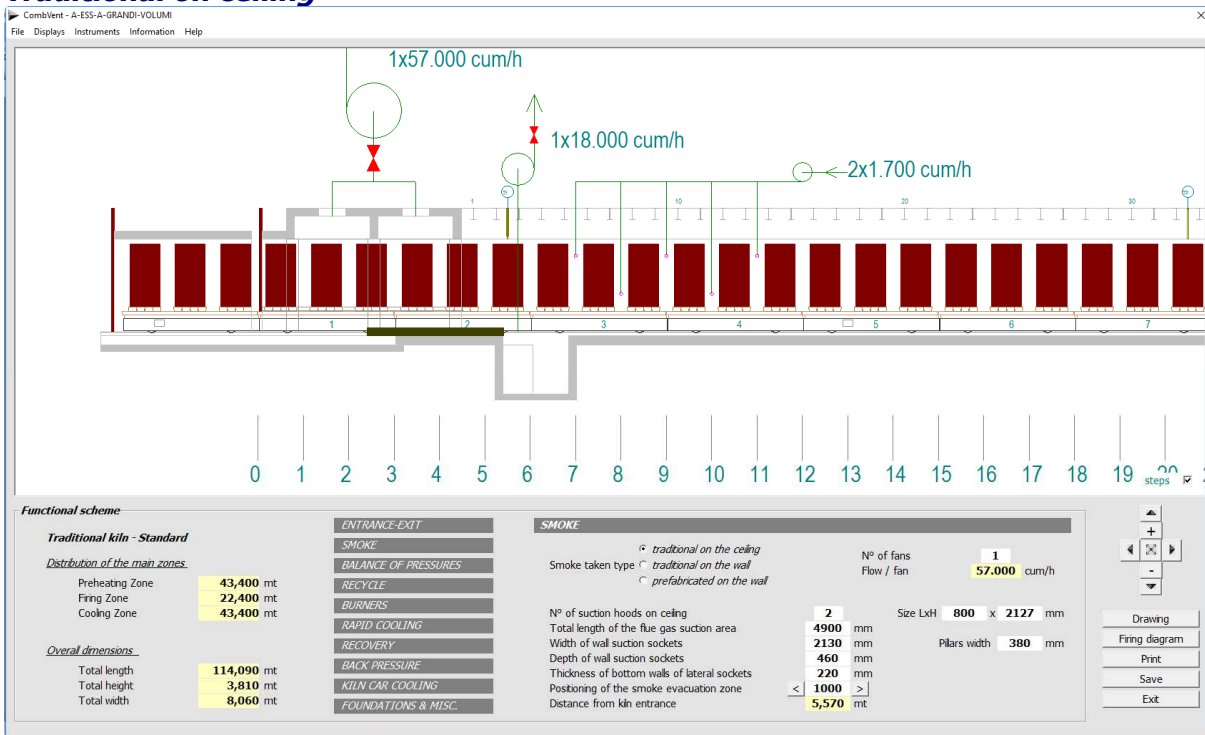 Traditional on ceiling
CombVent - A-ESS-A-GRANDI-VOLUMI
File Displays Instruments Information Help
1x57.000 cum/h
1x18.000 cum/h
2x1.700 cum/h
1 10 20 30
1 2 3 4 5 6 7
0 1 2 3 4 5 6 7 8 9 10 11 12 13 14 15 16 17 18 19
steps
Functional scheme
Traditional kiln - Standard
Distribution of the main zones
Preheating Zone 43,400 mt
Firing Zone 22,400 mt
Cooling Zone 43,400 mt
Overall dimensions
Total length 114,090 mt
Total height 3,810 mt
Total width 8,060 mt
ENTRANCE-EXIT
SMOKE
BALANCE OF PRESSURES
RECYCLE
BURNERS
RAPID COOLING
RECOVERY
BACK PRESSURE
KILN CAR COOLING
FOUNDATIONS & MISC.
SMOKE
Smoke taken type
traditional on the ceiling
traditional on the wall
prefabricated on the wall
N° of fans 1
Flow / fan 57.000 cum/h
N° of suction hoods on ceiling 2 Size LxH 800 x 2127 mm
Total length of the flue gas suction area 4900 mm
Width of wall suction sockets 2130 mm Pilars width 380 mm
Depth of wall suction sockets 460 mm
Thickness of bottom walls of lateral sockets 220 mm
Positioning of the smoke evacuation zone < 1000 >
Distance from kiln entrance 5,570 mt
+
-
Drawing
Firing diagram
Print
Save
Exit